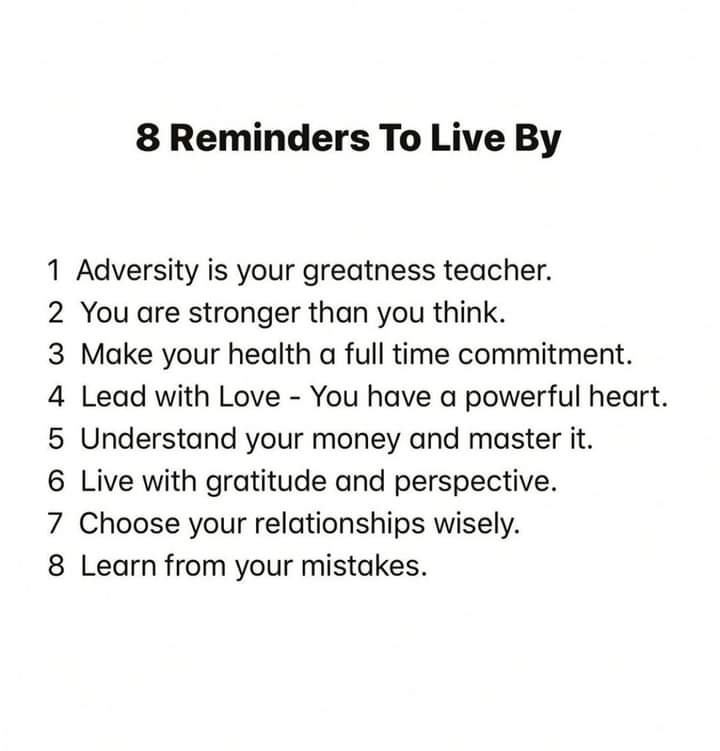 8 Reminders To Live By
1 Adversity is your greatness teacher.
2 You are stronger than you think.
3 Make your health a full time commitment.
4 Lead with Love - You have a powerful heart.
5 Understand your money and master it.
6 Live with gratitude and perspective.
7 Choose your relationships wisely.
8 Learn from your mistakes.